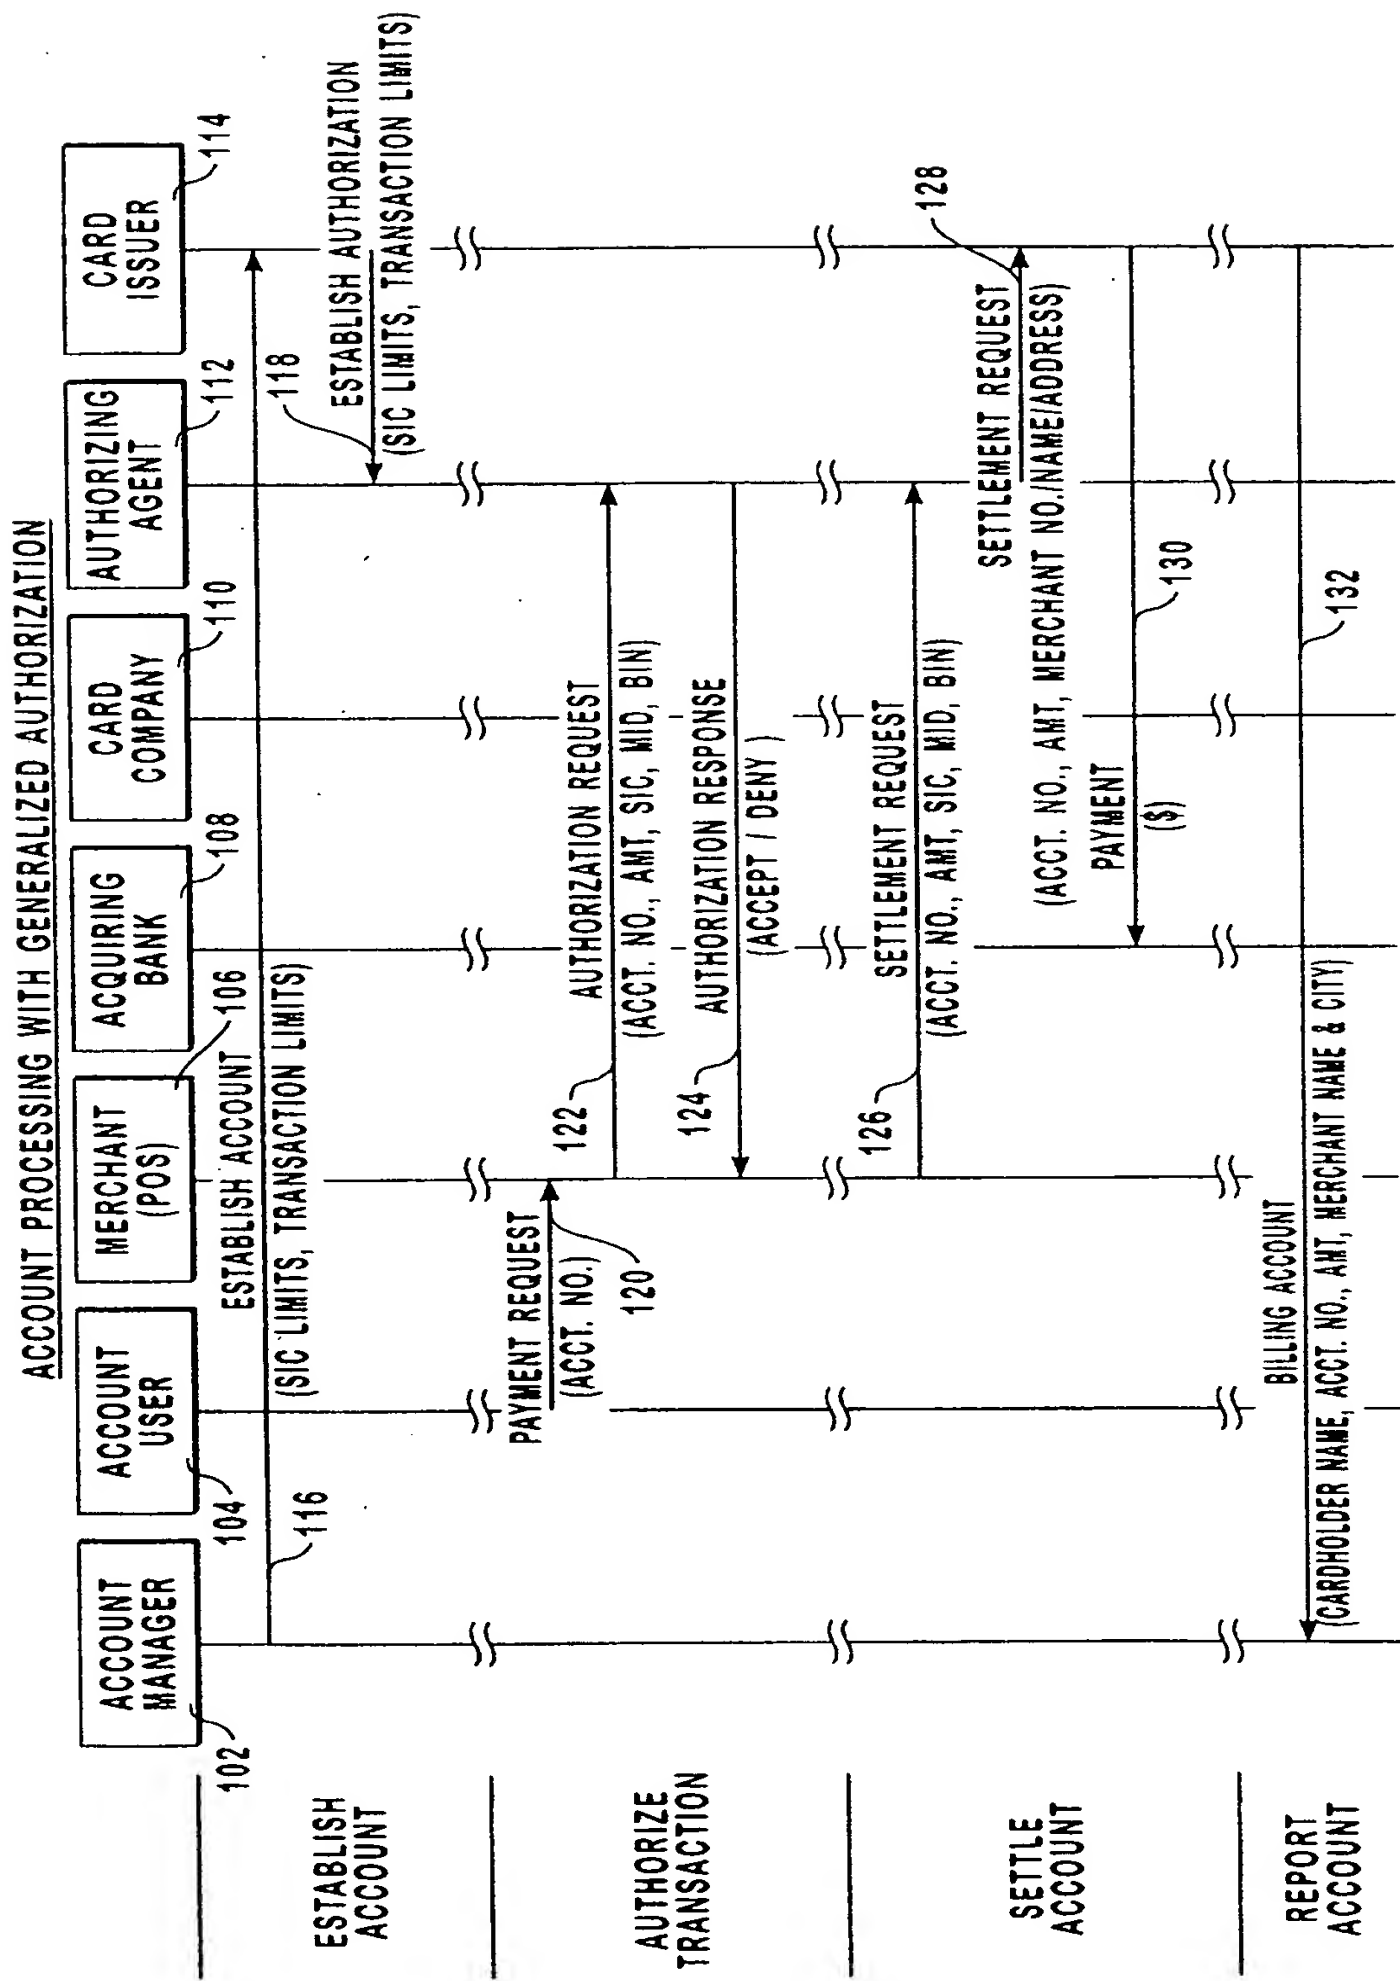 ACCOUNT PROCESSING WITH GENERALIZED AUTHORIZATION
ACCOUNT
MANAGER
102
ACCOUNT
USER
104
MERCHANT
(POS)
106
ACQUIRING
BANK
108
CARD
COMPANY
110
AUTHORIZING
AGENT
112
CARD
ISSUER
114
ESTABLISH
ACCOUNT
116
ESTABLISH ACCOUNT
(SIC LIMITS, TRANSACTION LIMITS)
118
ESTABLISH AUTHORIZATION
(SIC LIMITS, TRANSACTION LIMITS)
AUTHORIZE
TRANSACTION
PAYMENT REQUEST
(ACCT. NO.)
120
122
AUTHORIZATION REQUEST
(ACCT. NO., AMT, SIC, MID, BIN)
124
AUTHORIZATION RESPONSE
(ACCEPT / DENY )
SETTLE
ACCOUNT
126
SETTLEMENT REQUEST
(ACCT. NO., AMT, SIC, MID, BIN)
SETTLEMENT REQUEST
128
(ACCT. NO., AMT, MERCHANT NO./NAME/ADDRESS)
PAYMENT
($)
130
REPORT
ACCOUNT
BILLING ACCOUNT
132
(CARDHOLDER NAME, ACCT. NO., AMT, MERCHANT NAME & CITY)